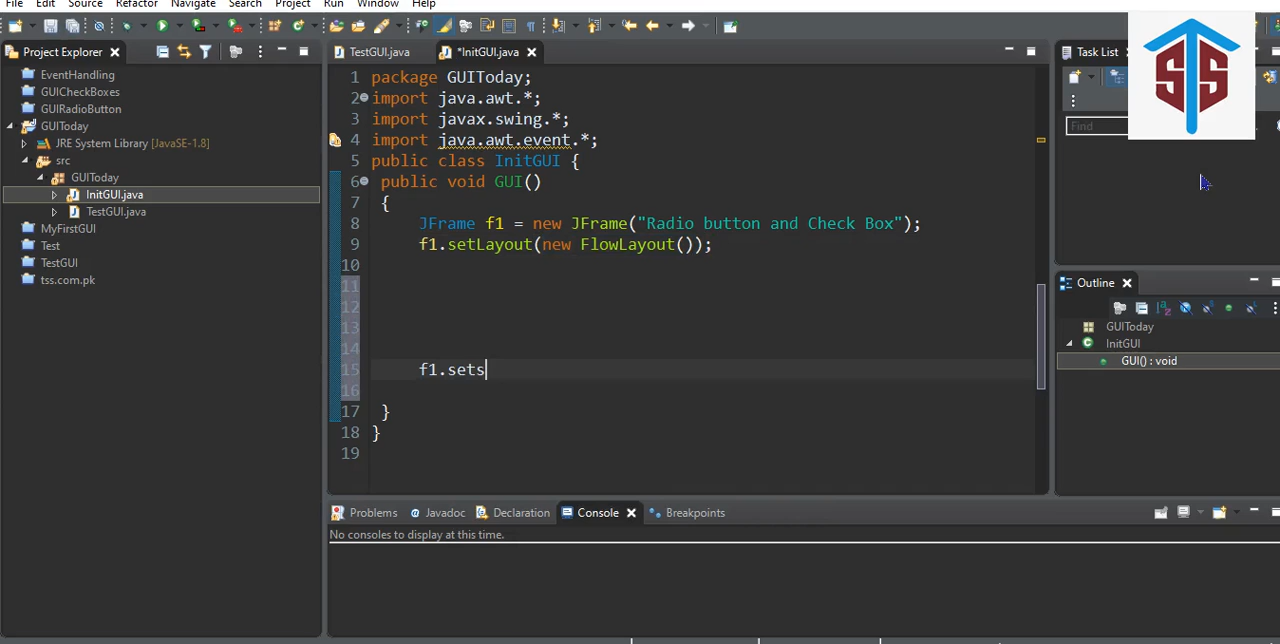 File Edit Source Refactor Navigate Search Project Run Window Help
Project Explorer
EventHandling
GUICheckBoxes
GUIRadioButton
GUIToday
JRE System Library [JavaSE-1.8]
src
GUIToday
InitGUI.java
TestGUI.java
MyFirstGUI
Test
TestGUI
tss.com.pk
TestGUI.java *InitGUI.java
1 package GUIToday;
2 import java.awt.*;
3 import javax.swing.*;
4 import java.awt.event.*;
5 public class InitGUI {
6 public void GUI()
7 {
8 JFrame f1 = new JFrame("Radio button and Check Box");
9 f1.setLayout(new FlowLayout());
10
11
12
13
14
15 f1.sets
16
17 }
18 }
19
Task List
Find
STS
Outline
GUIToday
InitGUI
GUI() : void
Problems Javadoc Declaration Console Breakpoints
No consoles to display at this time.